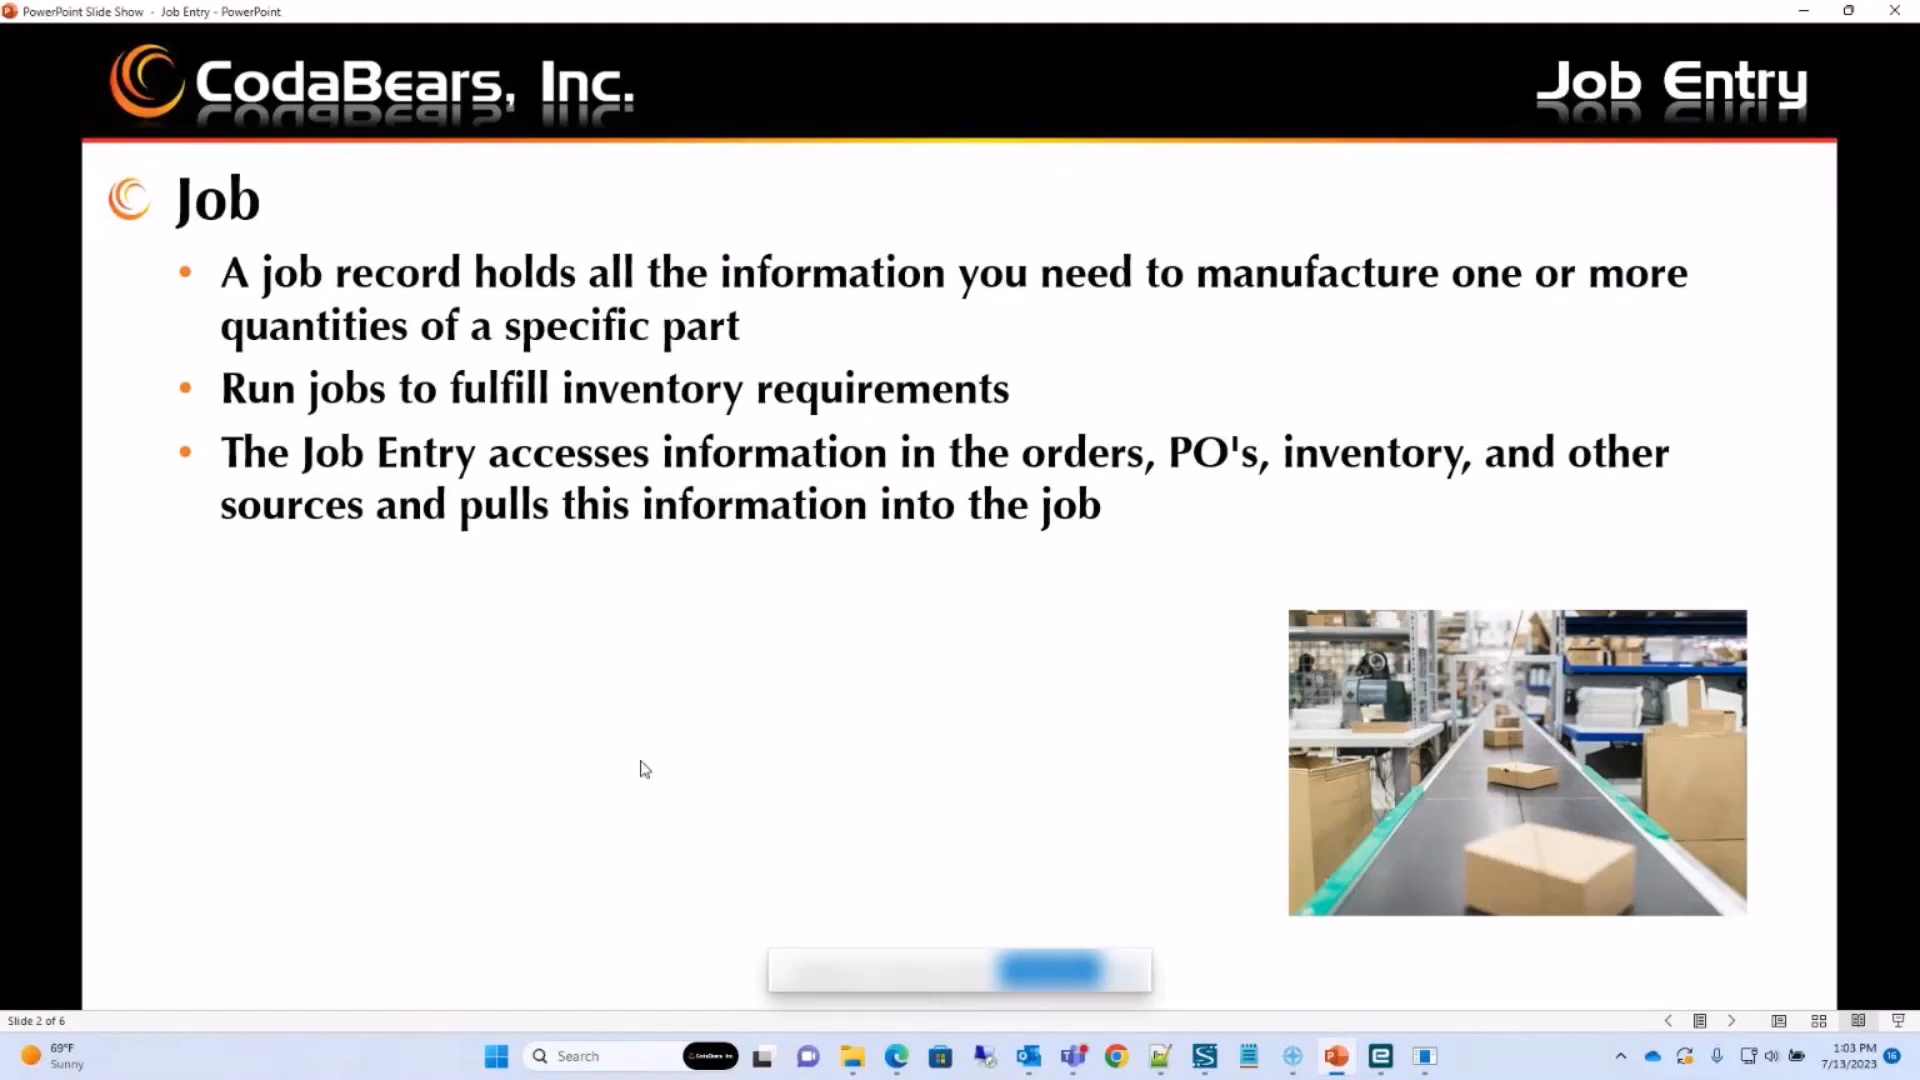 PowerPoint Slide Show - Job Entry - PowerPoint
CodaBears, Inc.
Job Entry
Job
• A job record holds all the information you need to manufacture one or more
quantities of a specific part
• Run jobs to fulfill inventory requirements
• The Job Entry accesses information in the orders, PO's, inventory, and other
sources and pulls this information into the job
Slide 2 of 6
69°F
Sunny
Search
CodaBears Inc
1:03 PM
7/13/2023
16